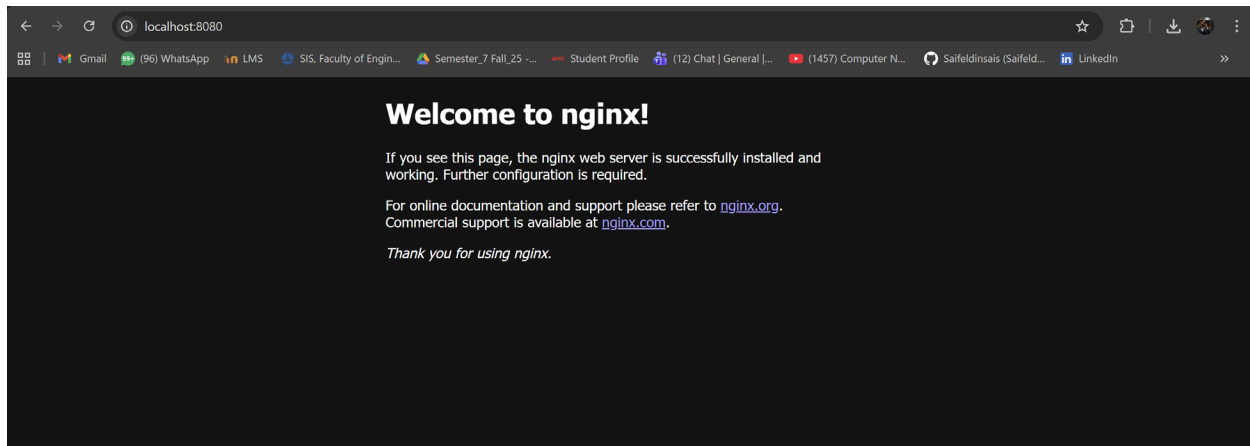 localhost:8080
Gmail
99+ (96) WhatsApp
LMS
SIS, Faculty of Engin...
Semester_7 Fall_25 -...
Student Profile
(12) Chat | General |...
(1457) Computer N...
Saifeldinsais (Saifeld...
in LinkedIn
»
Welcome to nginx!
If you see this page, the nginx web server is successfully installed and
working. Further configuration is required.
For online documentation and support please refer to nginx.org.
Commercial support is available at nginx.com.
Thank you for using nginx.